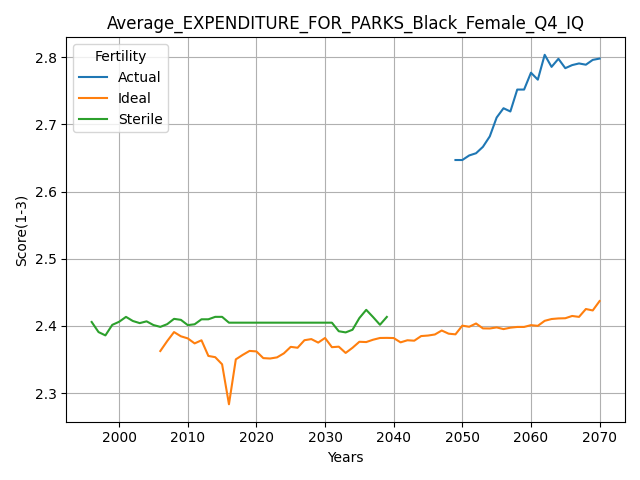 Average_EXPENDITURE_FOR_PARKS_Black_Female_Q4_IQ
Fertility
Actual
Ideal
Sterile
Score(1-3)
2.8
2.7
2.6
2.5
2.4
2.3
2000 2010 2020 2030 2040 2050 2060 2070
Years